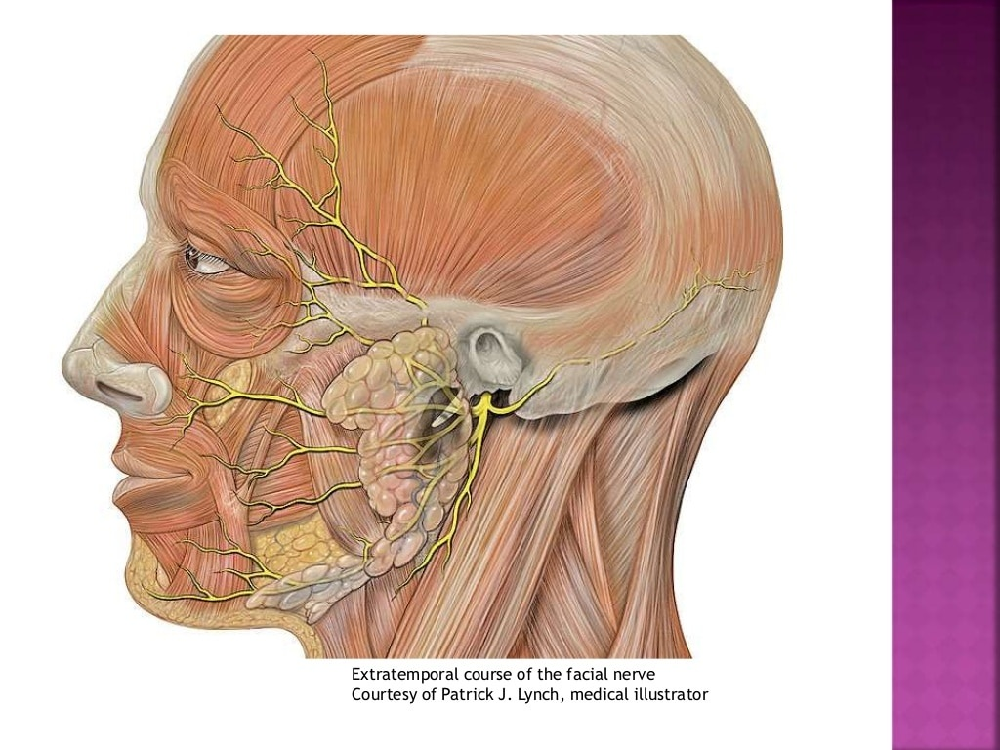 Extratemporal course of the facial nerve
Courtesy of Patrick J. Lynch, medical illustrator